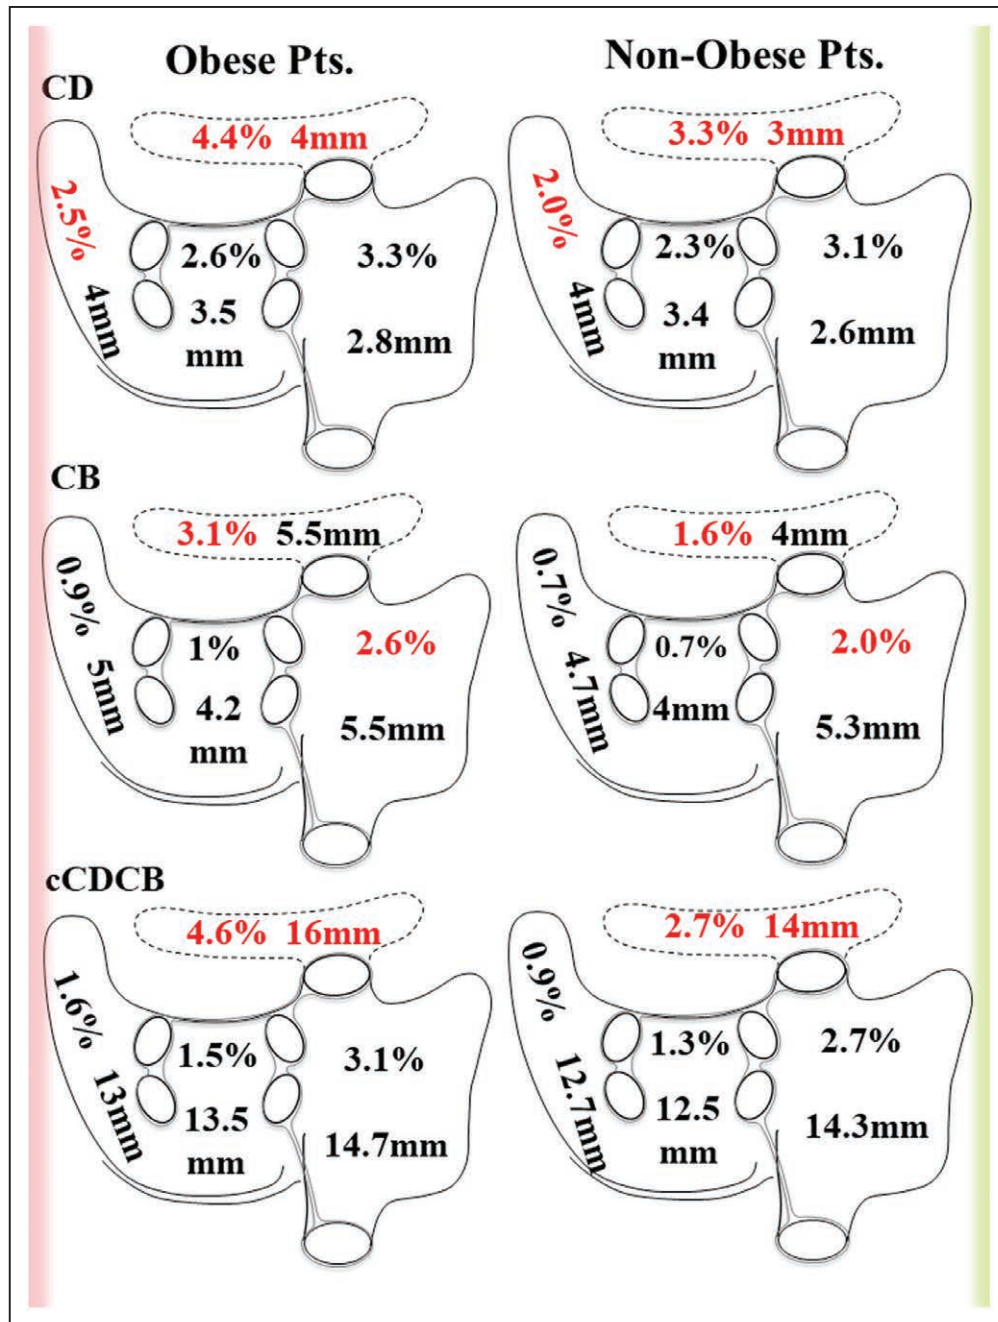 Obese Pts.
Non-Obese Pts.
CD
4.4% 4mm
2.5%
4mm
2.6%
3.5
mm
3.3%
2.8mm
3.3% 3mm
2.0%
4mm
2.3%
3.4
mm
3.1%
2.6mm
CB
3.1% 5.5mm
0.9%
5mm
1%
4.2
mm
2.6%
5.5mm
1.6% 4mm
0.7%
4.7mm
0.7%
4mm
2.0%
5.3mm
cCDCB
4.6% 16mm
1.6%
13mm
1.5%
13.5
mm
3.1%
14.7mm
2.7% 14mm
0.9%
12.7mm
1.3%
12.5
mm
2.7%
14.3mm